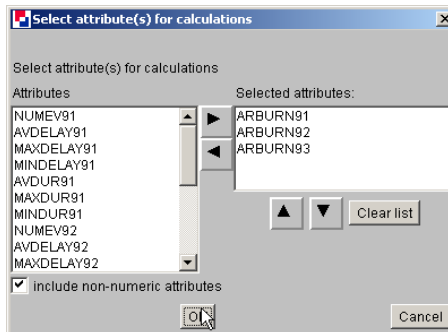 Select attribute(s) for calculations
Select attribute(s) for calculations
Attributes
NUMEV91
AVDELAY91
MAXDELAY91
MINDELAY91
AVDUR91
MAXDUR91
MINDUR91
NUMEV92
AVDELAY92
MAXDELAY92
Selected attributes:
ARBURN91
ARBURN92
ARBURN93
Clear list
include non-numeric attributes
OK
Cancel